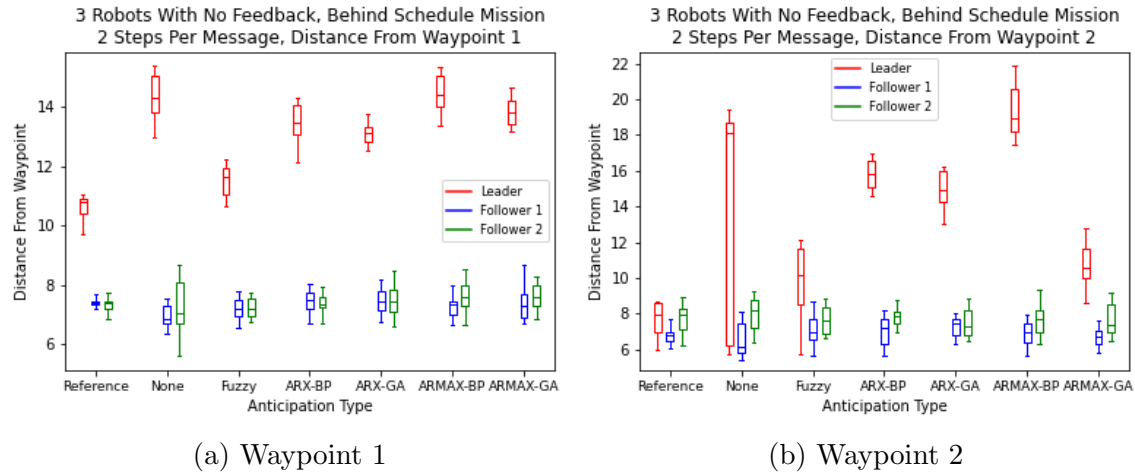 3 Robots With No Feedback, Behind Schedule Mission
2 Steps Per Message, Distance From Waypoint 1
Distance From Waypoint
14
12
10
8
6
Leader
Follower 1
Follower 2
Reference None Fuzzy ARX-BP ARX-GA ARMAX-BP ARMAX-GA
Anticipation Type
(a) Waypoint 1
3 Robots With No Feedback, Behind Schedule Mission
2 Steps Per Message, Distance From Waypoint 2
Distance From Waypoint
22
20
18
16
14
12
10
8
6
Leader
Follower 1
Follower 2
Reference None Fuzzy ARX-BP ARX-GA ARMAX-BP ARMAX-GA
Anticipation Type
(b) Waypoint 2